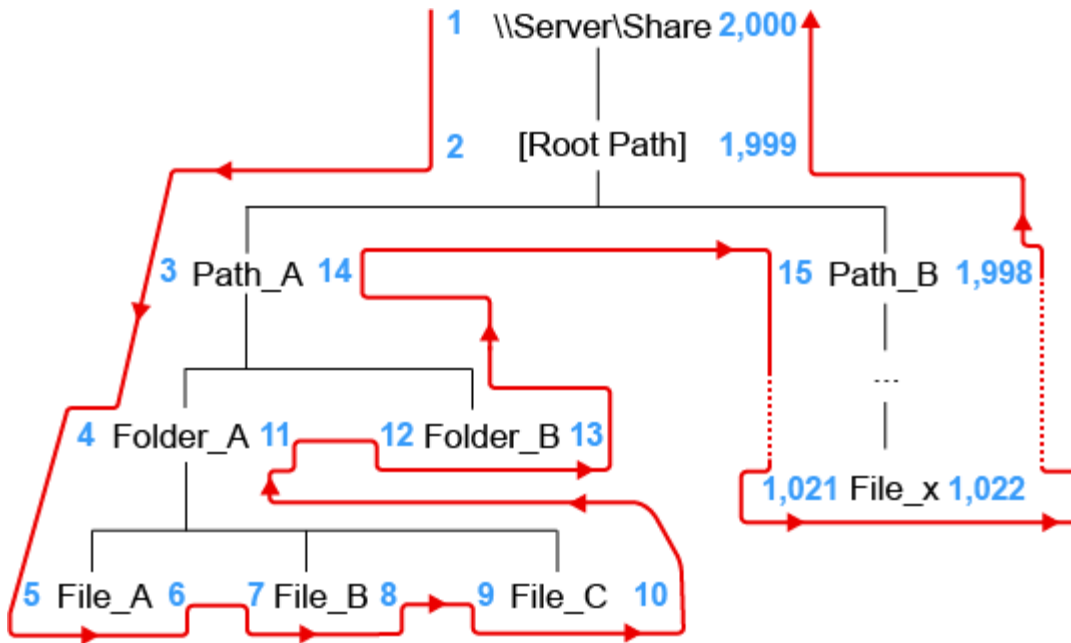 1 \\Server\Share 2,000
2 [Root Path] 1,999
3 Path_A 14 15 Path_B 1,998
...
4 Folder_A 11 12 Folder_B 13
1,021 File_x 1,022
5 File_A 6 7 File_B 8 9 File_C 10